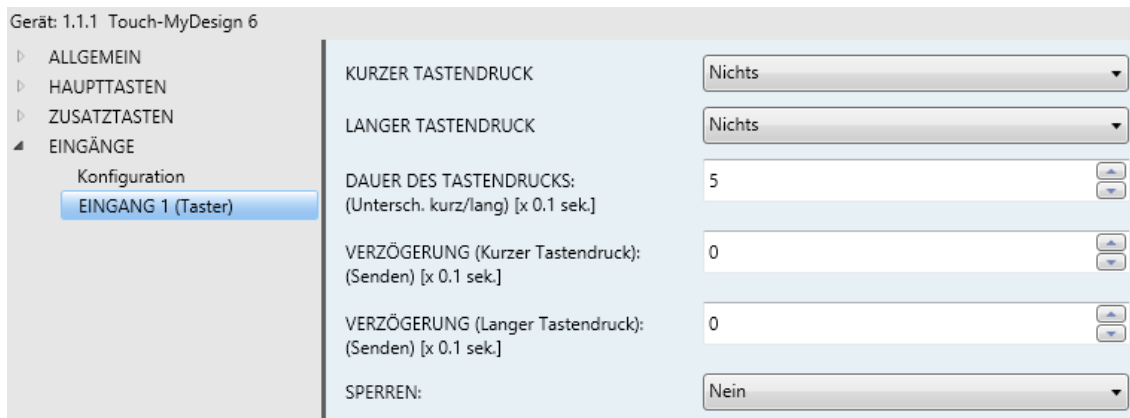 Gerät: 1.1.1 Touch-MyDesign 6
ALLGEMEIN
HAUPTTASTEN
ZUSATZTASTEN
EINGÄNGE
Konfiguration
EINGANG 1 (Taster)
KURZER TASTENDRUCK
Nichts
LANGER TASTENDRUCK
Nichts
DAUER DES TASTENDRUCKS:
(Untersch. kurz/lang) [x 0.1 sek.]
5
VERZÖGERUNG (Kurzer Tastendruck):
(Senden) [x 0.1 sek.]
0
VERZÖGERUNG (Langer Tastendruck):
(Senden) [x 0.1 sek.]
0
SPERREN:
Nein